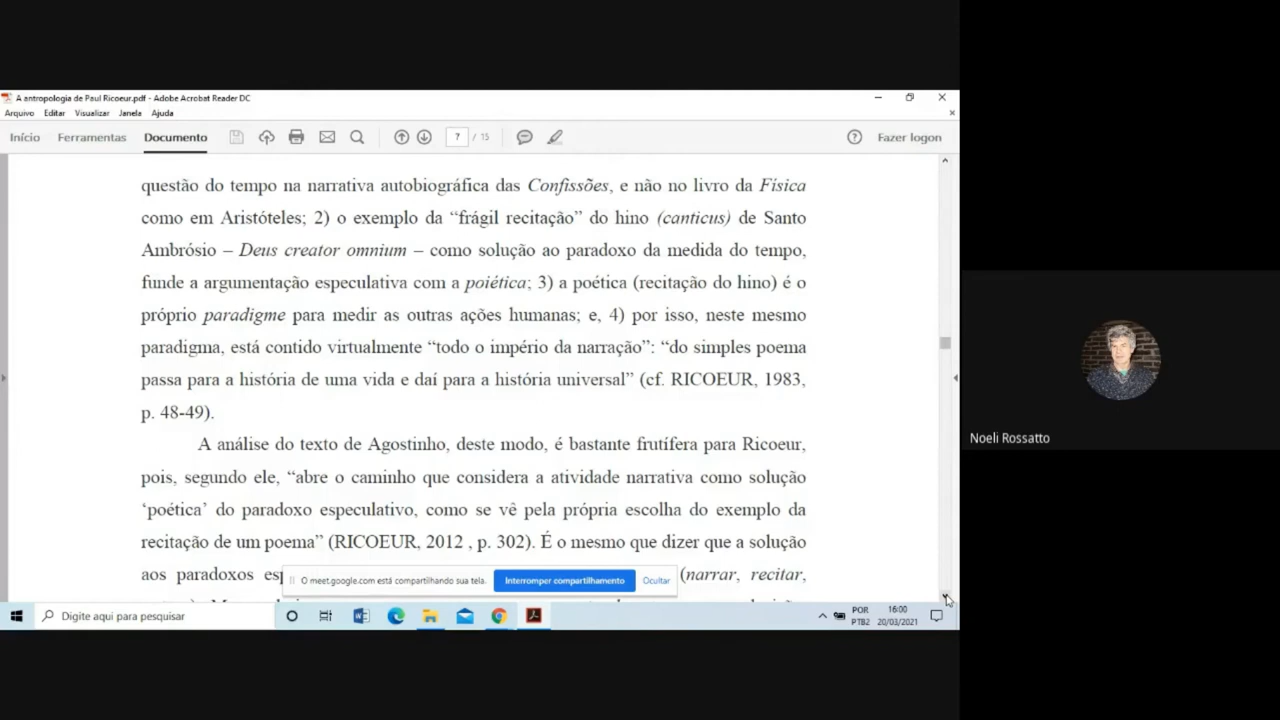 A antropologia de Paul Ricoeur.pdf - Adobe Acrobat Reader DC
Arquivo Editar Visualizar Janela Ajuda
Início Ferramentas Documento 7 / 15 Fazer logon
questão do tempo na narrativa autobiográfica das Confissões, e não no livro da Física
como em Aristóteles; 2) o exemplo da “frágil recitação” do hino (canticus) de Santo
Ambrósio – Deus creator omnium – como solução ao paradoxo da medida do tempo,
funde a argumentação especulativa com a poiética; 3) a poética (recitação do hino) é o
próprio paradigme para medir as outras ações humanas; e, 4) por isso, neste mesmo
paradigma, está contido virtualmente “todo o império da narração”: “do simples poema
passa para a história de uma vida e daí para a história universal” (cf. RICOEUR, 1983,
p. 48-49).
A análise do texto de Agostinho, deste modo, é bastante frutífera para Ricoeur,
pois, segundo ele, “abre o caminho que considera a atividade narrativa como solução
‘poética’ do paradoxo especulativo, como se vê pela própria escolha do exemplo da
recitação de um poema” (RICOEUR, 2012 , p. 302). É o mesmo que dizer que a solução
aos paradoxos (narrar, recitar,
O meet.google.com está compartilhando sua tela. Interromper compartilhamento Ocultar
Digite aqui para pesquisar
POR
PTB2
16:00
20/03/2021
Noeli Rossatto